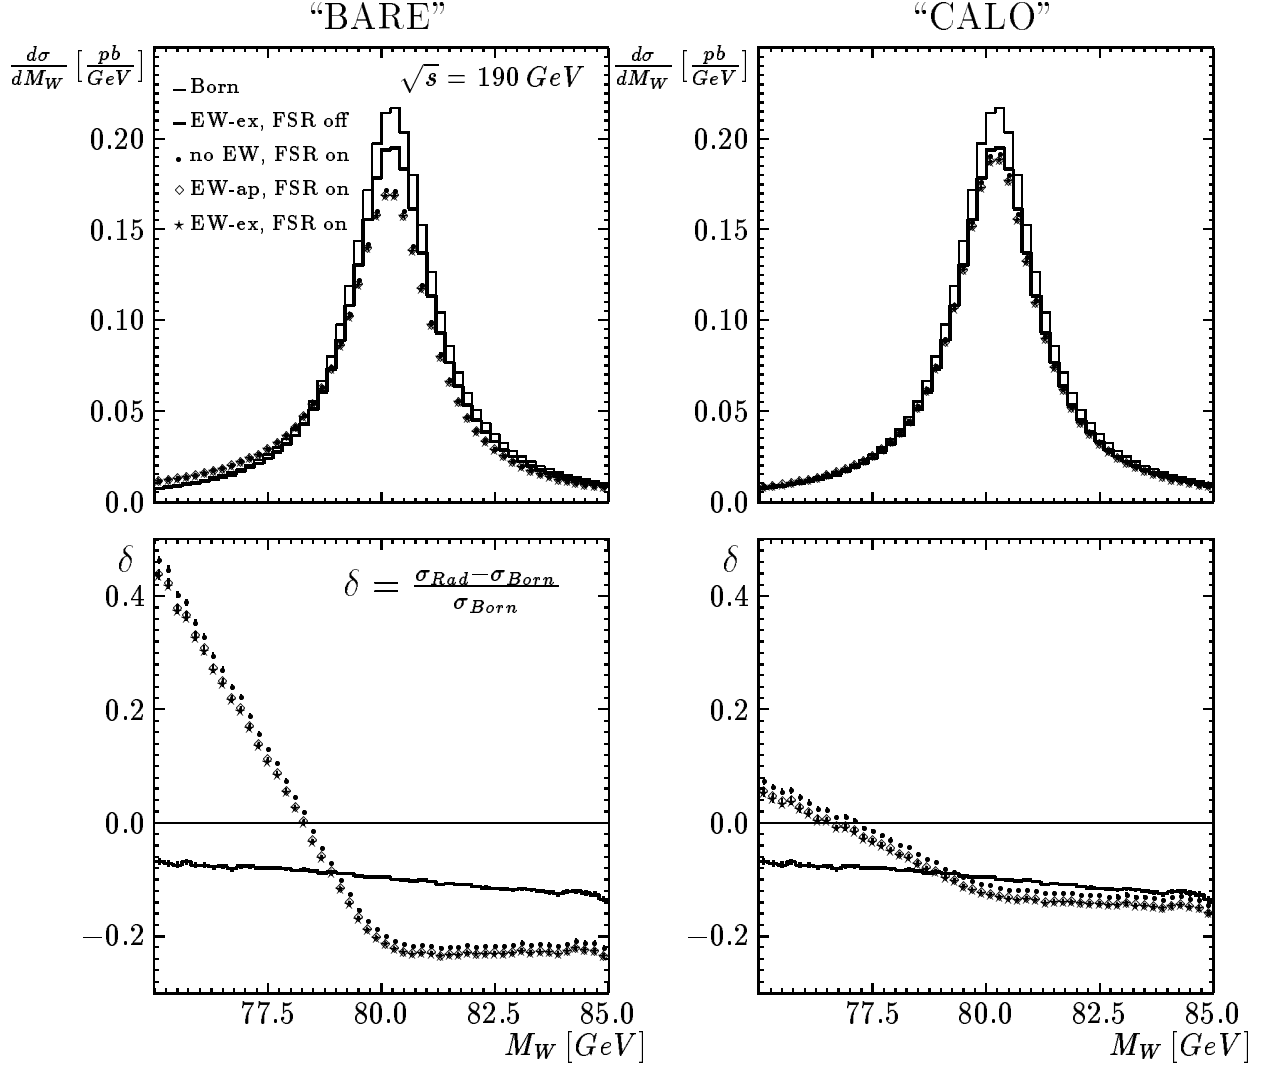 “BARE”
“CALO”
dσ/dM_W [pb/GeV]
√s = 190 GeV
Born
EW-ex, FSR off
no EW, FSR on
EW-ap, FSR on
EW-ex, FSR on
0.20
0.15
0.10
0.05
0.0
dσ/dM_W [pb/GeV]
0.20
0.15
0.10
0.05
0.0
δ
δ = (σ_Rad−σ_Born)/σ_Born
0.4
0.2
0.0
−0.2
77.5 80.0 82.5 85.0
M_W [GeV]
δ
0.4
0.2
0.0
−0.2
77.5 80.0 82.5 85.0
M_W [GeV]